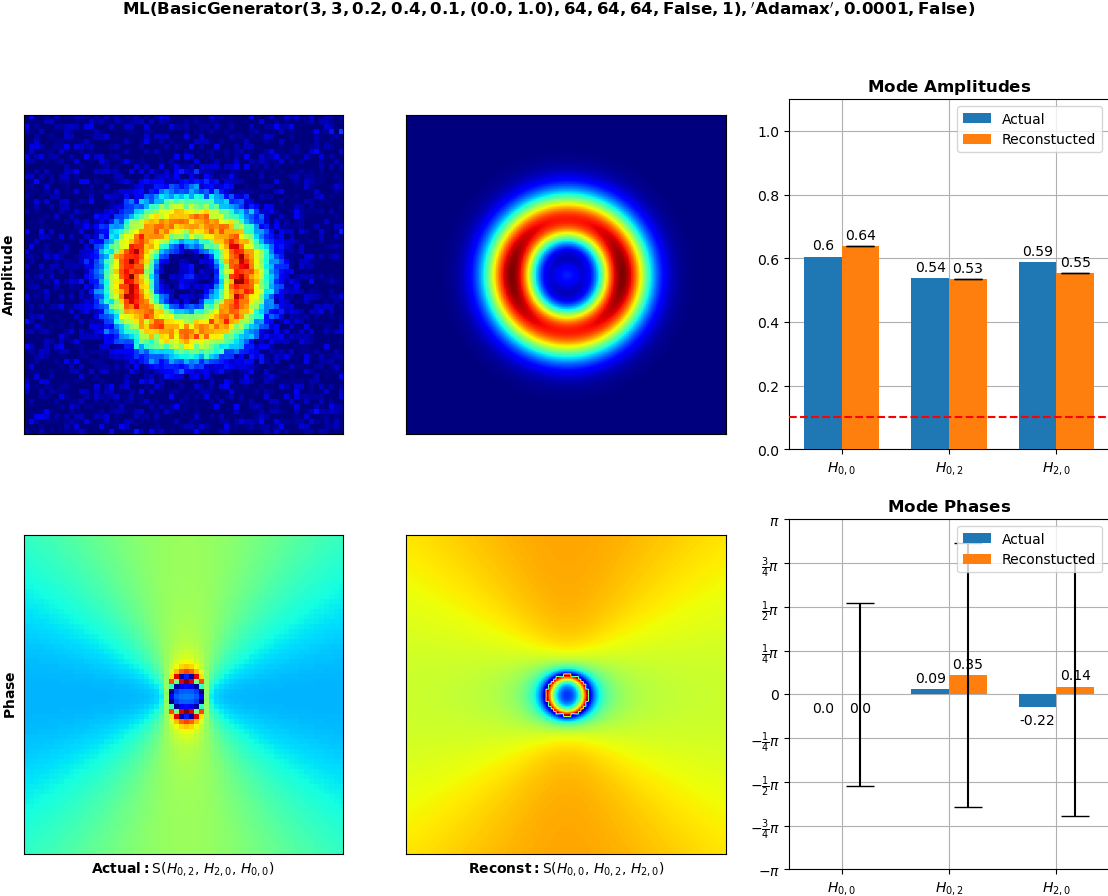 ML(BasicGenerator(3, 3, 0.2, 0.4, 0.1, (0.0, 1.0), 64, 64, 64, False, 1), 'Adamax', 0.0001, False)
Amplitude
Mode Amplitudes
Actual
Reconstucted
1.0
0.8
0.6
0.4
0.2
0.0
0.6
0.64
0.54
0.53
0.59
0.55
H0,0
H0,2
H2,0
Phase
Actual: S(H0,2, H2,0, H0,0)
Reconst: S(H0,0, H0,2, H2,0)
Mode Phases
Actual
Reconstucted
π
3/4π
1/2π
1/4π
0
−1/4π
−1/2π
−3/4π
−π
0.0
0.0
0.09
0.35
-0.22
0.14
H0,0
H0,2
H2,0